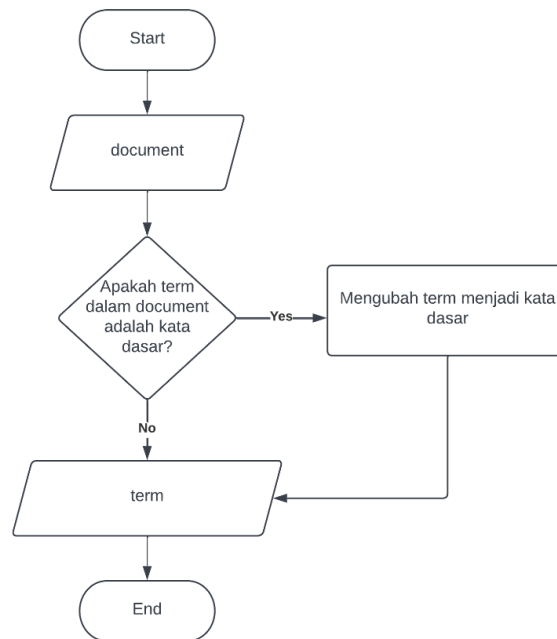 Start
document
Apakah term
dalam document
adalah kata
dasar?
Yes
Mengubah term menjadi kata
dasar
No
term
End